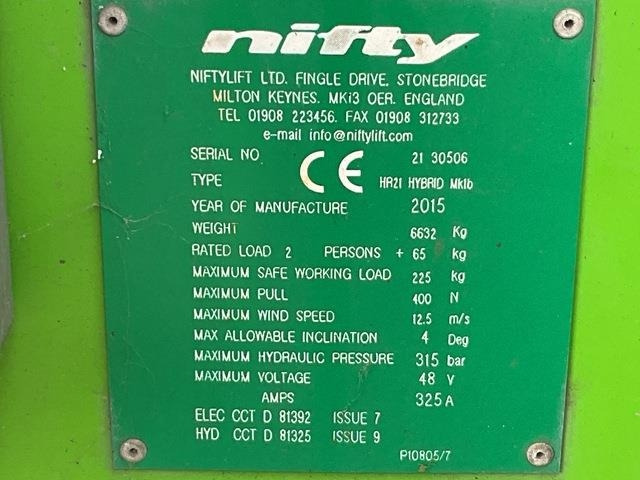 nifty
NIFTYLIFT LTD. FINGLE DRIVE, STONEBRIDGE
MILTON KEYNES. MKi3 OER. ENGLAND
TEL 01908 223456. FAX 01908 312733
e-mail info@niftylift.com
SERIAL NO 21 30506
TYPE CE HR21 HYBRID MK1b
YEAR OF MANUFACTURE 2015
WEIGHT 6632 Kg
RATED LOAD 2 PERSONS + 65 kg
MAXIMUM SAFE WORKING LOAD 225 kg
MAXIMUM PULL 400 N
MAXIMUM WIND SPEED 12.5 m/s
MAX ALLOWABLE INCLINATION 4 Deg
MAXIMUM HYDRAULIC PRESSURE 315 bar
MAXIMUM VOLTAGE 48 V
AMPS 325 A
ELEC CCT D 81392 ISSUE 7
HYD CCT D 81325 ISSUE 9
P10805/7